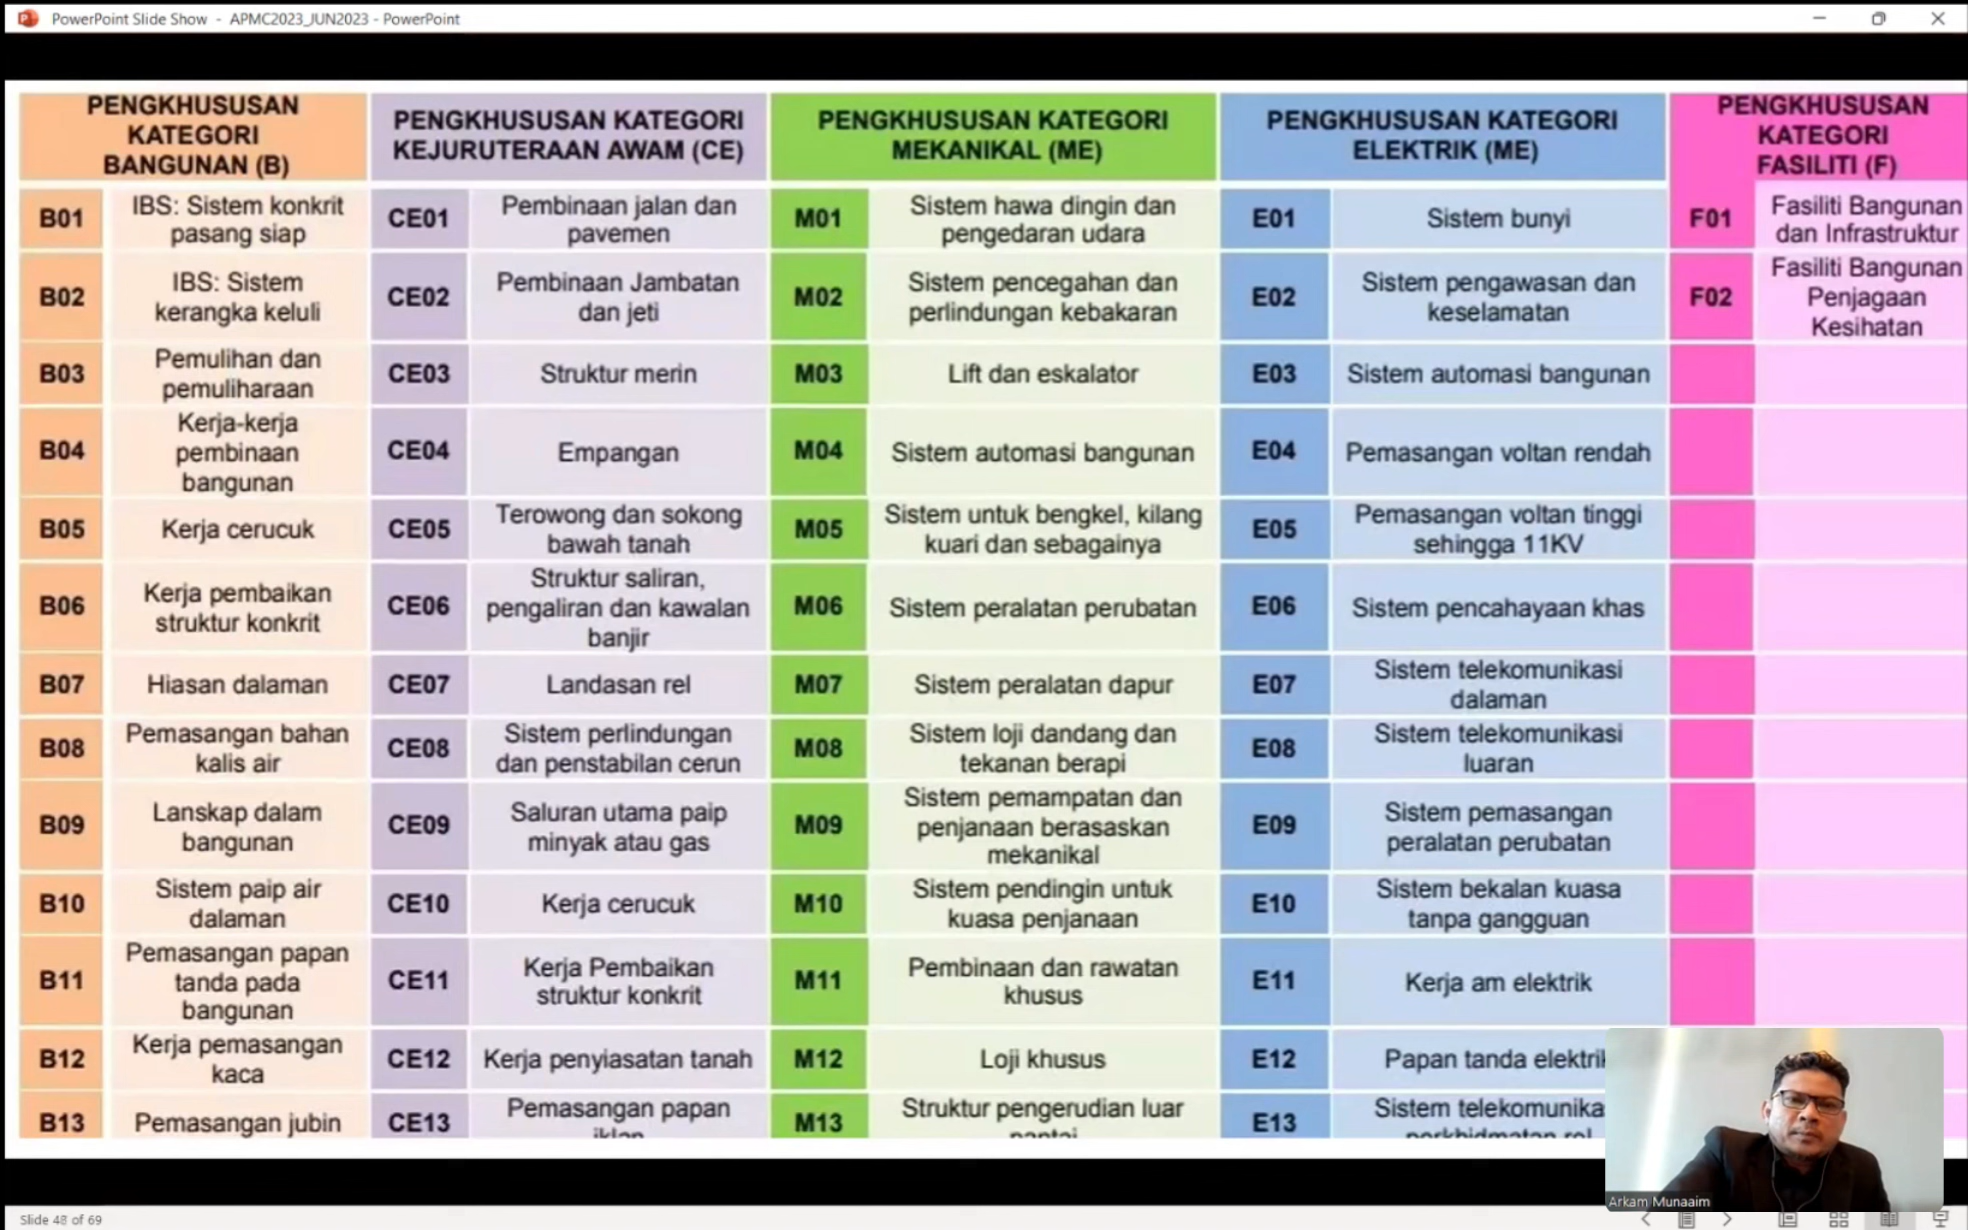 PowerPoint Slide Show - APMC2023_JUN2023 - PowerPoint
PENGKHUSUSAN
KATEGORI
BANGUNAN (B)
PENGKHUSUSAN KATEGORI
KEJURUTERAAN AWAM (CE)
PENGKHUSUSAN KATEGORI
MEKANIKAL (ME)
PENGKHUSUSAN KATEGORI
ELEKTRIK (ME)
PENGKHUSUSAN
KATEGORI
FASILITI (F)
B01
IBS: Sistem konkrit
pasang siap
CE01
Pembinaan jalan dan
pavemen
M01
Sistem hawa dingin dan
pengedaran udara
E01
Sistem bunyi
F01
Fasiliti Bangunan
dan Infrastruktur
B02
IBS: Sistem
kerangka keluli
CE02
Pembinaan Jambatan
dan jeti
M02
Sistem pencegahan dan
perlindungan kebakaran
E02
Sistem pengawasan dan
keselamatan
F02
Fasiliti Bangunan
Penjagaan
Kesihatan
B03
Pemulihan dan
pemuliharaan
CE03
Struktur merin
M03
Lift dan eskalator
E03
Sistem automasi bangunan
B04
Kerja-kerja
pembinaan
bangunan
CE04
Empangan
M04
Sistem automasi bangunan
E04
Pemasangan voltan rendah
B05
Kerja cerucuk
CE05
Terowong dan sokong
bawah tanah
M05
Sistem untuk bengkel, kilang
kuari dan sebagainya
E05
Pemasangan voltan tinggi
sehingga 11KV
B06
Kerja pembaikan
struktur konkrit
CE06
Struktur saliran,
pengaliran dan kawalan
banjir
M06
Sistem peralatan perubatan
E06
Sistem pencahayaan khas
B07
Hiasan dalaman
CE07
Landasan rel
M07
Sistem peralatan dapur
E07
Sistem telekomunikasi
dalaman
B08
Pemasangan bahan
kalis air
CE08
Sistem perlindungan
dan penstabilan cerun
M08
Sistem loji dandang dan
tekanan berapi
E08
Sistem telekomunikasi
luaran
B09
Lanskap dalam
bangunan
CE09
Saluran utama paip
minyak atau gas
M09
Sistem pemampatan dan
penjanaan berasaskan
mekanikal
E09
Sistem pemasangan
peralatan perubatan
B10
Sistem paip air
dalaman
CE10
Kerja cerucuk
M10
Sistem pendingin untuk
kuasa penjanaan
E10
Sistem bekalan kuasa
tanpa gangguan
B11
Pemasangan papan
tanda pada
bangunan
CE11
Kerja Pembaikan
struktur konkrit
M11
Pembinaan dan rawatan
khusus
E11
Kerja am elektrik
B12
Kerja pemasangan
kaca
CE12
Kerja penyiasatan tanah
M12
Loji khusus
E12
Papan tanda
B13
Pemasangan jubin
CE13
Pemasangan papan
M13
Struktur pengerudian luar
E13
Sistem
Arkam Munaaim
Slide 48 of 69